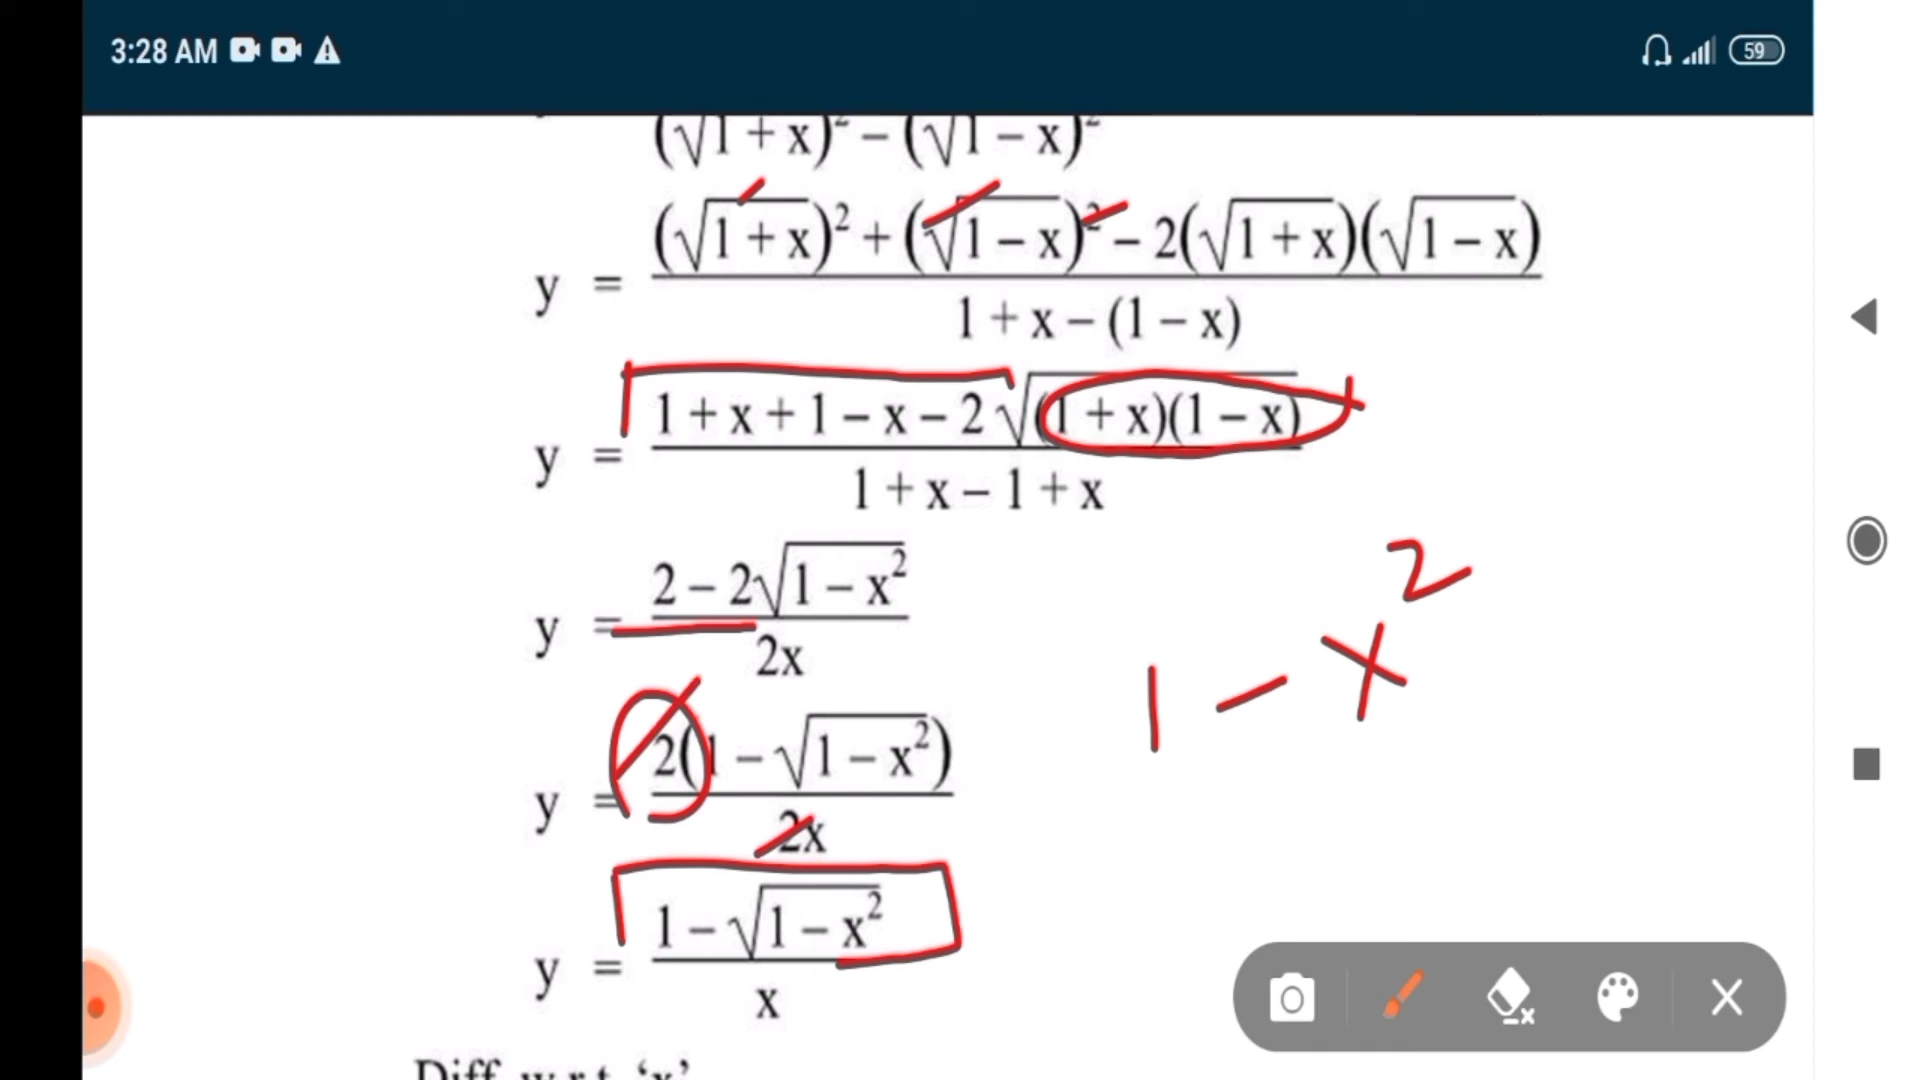 3:28 AM 59
(√1 + x)² − (√1 − x)²
y = ((√(1 + x))² + (√(1 − x))² − 2(√(1 + x))(√(1 − x))) / (1 + x − (1 − x))
y = (1 + x + 1 − x − 2√((1 + x)(1 − x))) / (1 + x − 1 + x)
y = (2 − 2√(1 − x²)) / 2x
1 − x²
y = 2(1 − √(1 − x²)) / 2x
y = (1 − √(1 − x²)) / x
Diff. w.r.t. ‘x’